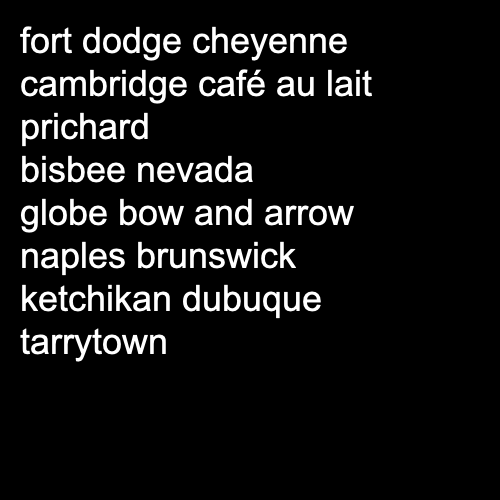 fort dodge cheyenne
cambridge café au lait
prichard
bisbee nevada
globe bow and arrow
naples brunswick
ketchikan dubuque
tarrytown